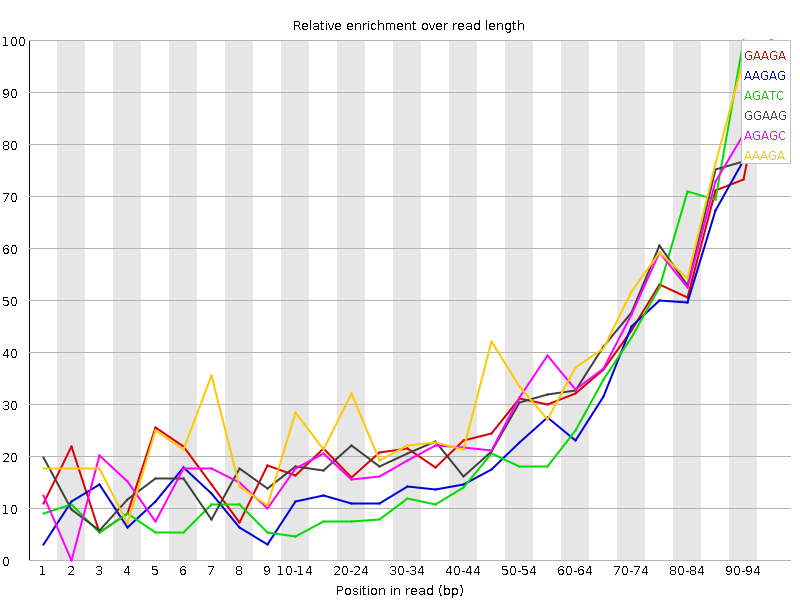 Relative enrichment over read length
100
90
80
70
60
50
40
30
20
10
0
GAAGA
AAGAG
AGATC
GGAAG
AGAGC
AAAGA
1 2 3 4 5 6 7 8 9 10-14 20-24 30-34 40-44 50-54 60-64 70-74 80-84 90-94
Position in read (bp)